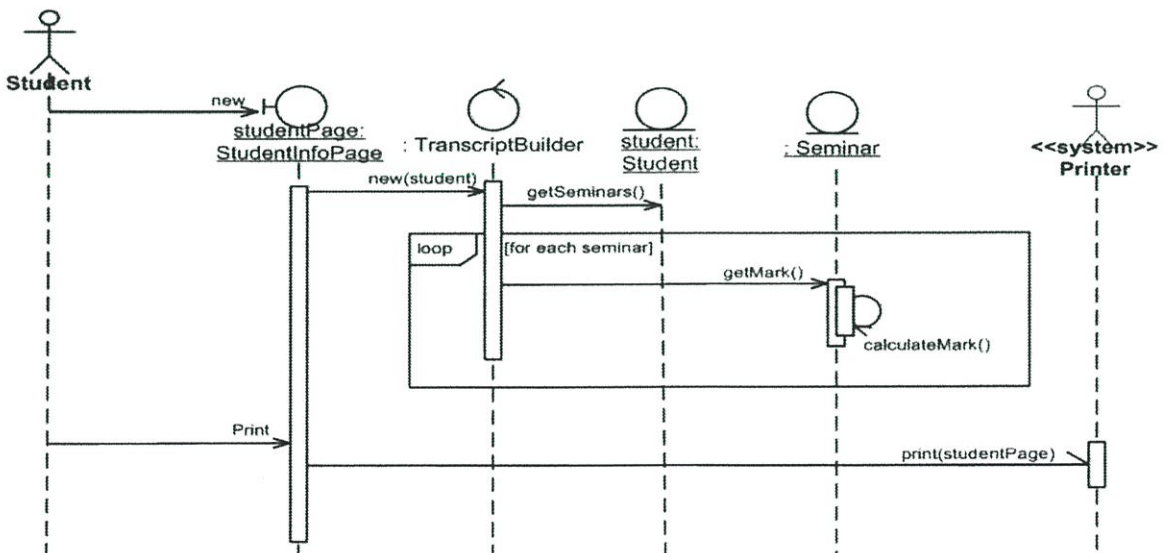 Student
new
studentPage:
StudentInfoPage
: TranscriptBuilder
student:
Student
: Seminar
<<system>>
Printer
new(student)
getSeminars()
loop
[for each seminar]
getMark()
calculateMark()
Print
print(studentPage)